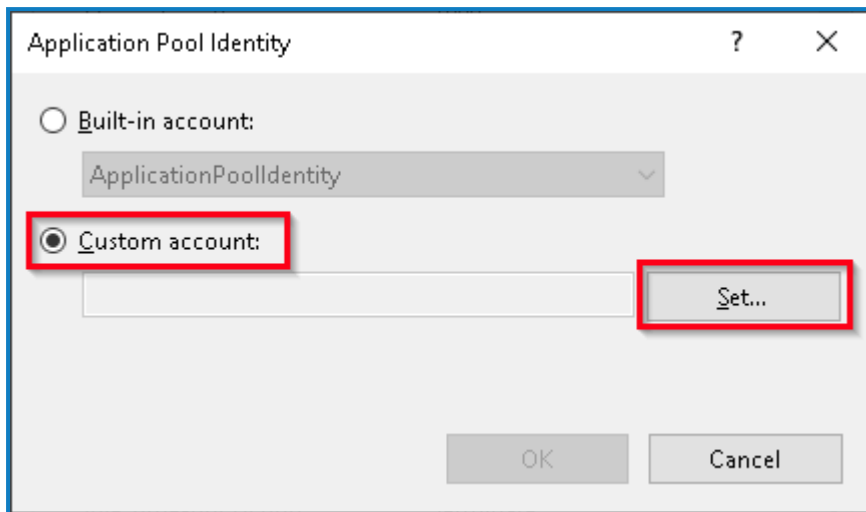 Application Pool Identity ? ×
Built-in account:
ApplicationPoolIdentity
Custom account:
Set...
OK Cancel